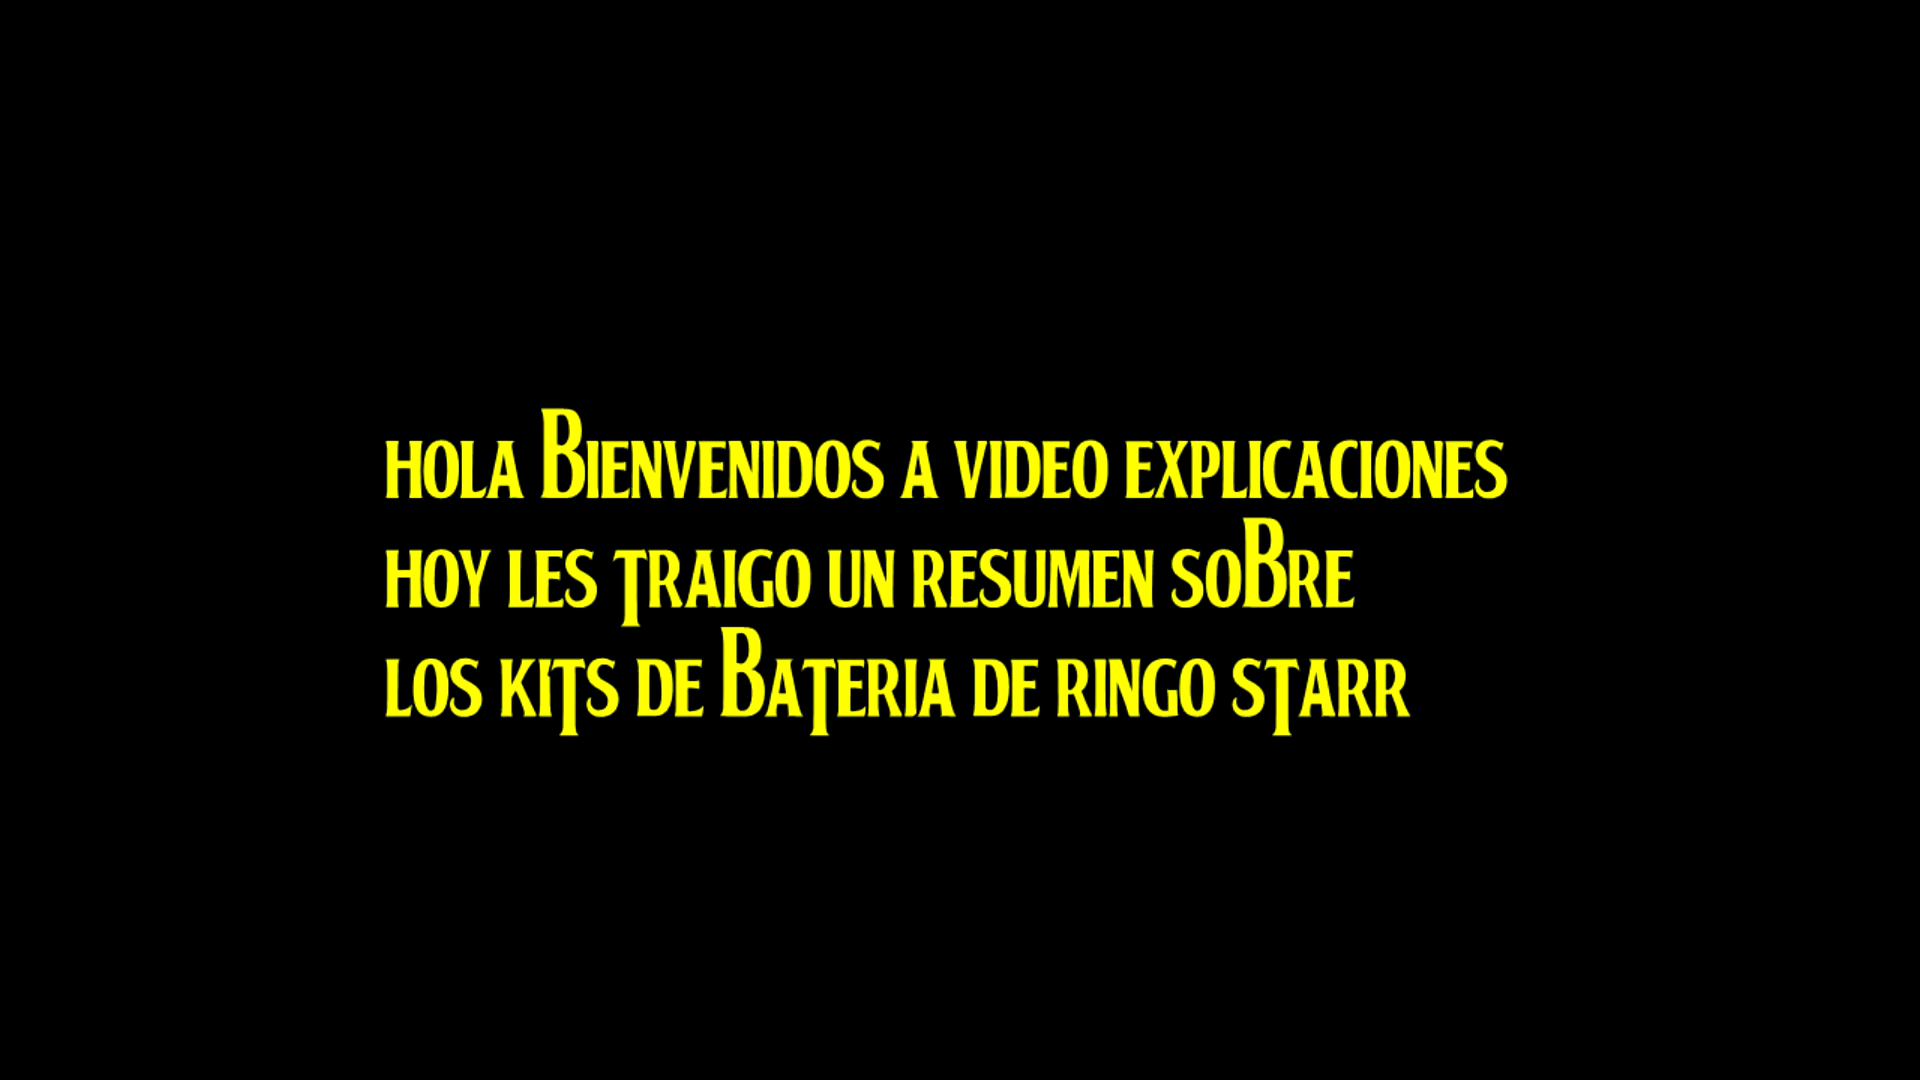 HOLA BIENVENIDOS A VIDEO EXPLICACIONES
HOY LES TRAIGO UN RESUMEN SOBRE
LOS KITS DE BATERIA DE RINGO STARR